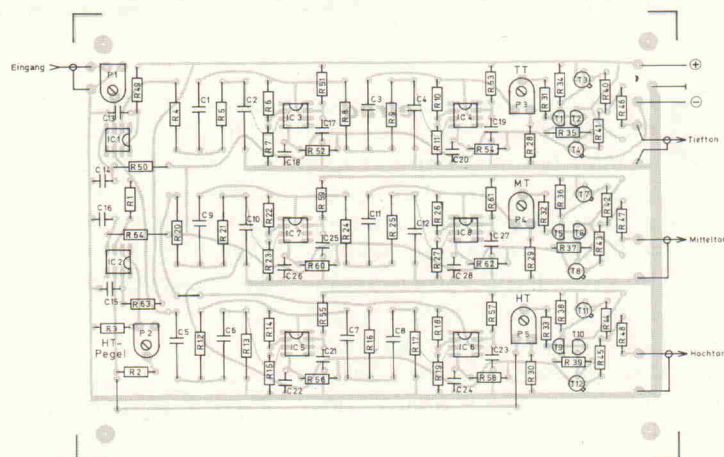 Eingang
P1
R49
C13
IC1
R50
C14
C16
R1
R64
IC2
C15
R63
R3
P2
HT-
Pegel
R2
R4
C1
R5
C2
R6
R7
R51
IC3
C17
C18
R52
R8
C3
R9
C4
R10
R11
R53
IC4
C19
C20
R54
TT
P3
R28
R31
R34
T3
T1
T2
R35
T4
R40
R41
R46
Tiefton
R20
C9
R21
C10
R22
R23
R59
IC7
C25
C26
R60
R24
C11
R25
C12
R26
R27
R61
IC8
C27
C28
R62
MT
P4
R29
R32
R36
T7
T5
T6
R37
T8
R42
R43
R47
Mittelton
C5
R12
C6
R13
R14
R15
R55
IC5
C21
C22
R56
C7
R16
C8
R17
R18
R19
R57
IC6
C23
C24
R58
HT
P5
R30
R33
R38
T11
T9
T10
R39
T12
R44
R45
R48
Hochton